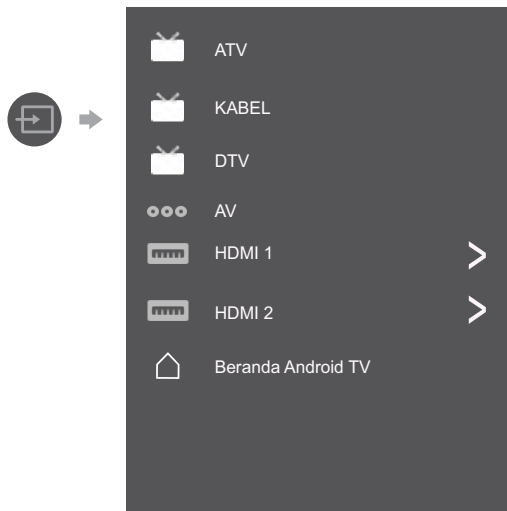 ATV
KABEL
DTV
AV
HDMI 1
HDMI 2
Beranda Android TV